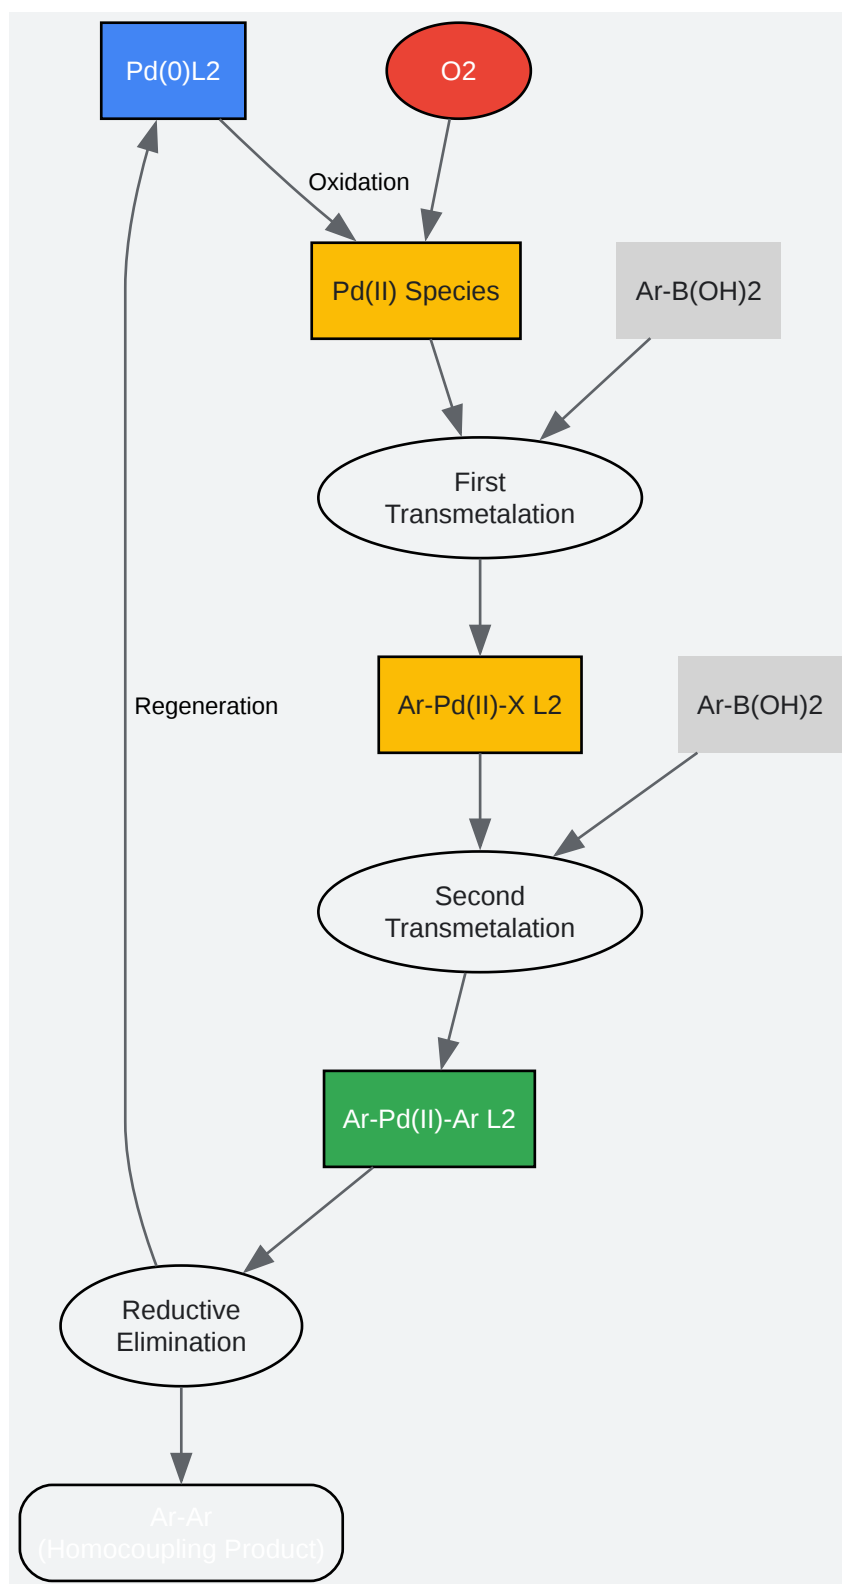 Pd(0)L2
O2
Oxidation
Pd(II) Species
Ar-B(OH)2
First
Transmetalation
Ar-Pd(II)-X L2
Ar-B(OH)2
Regeneration
Second
Transmetalation
Ar-Pd(II)-Ar L2
Reductive
Elimination
Ar-Ar
(Homocoupling Product)